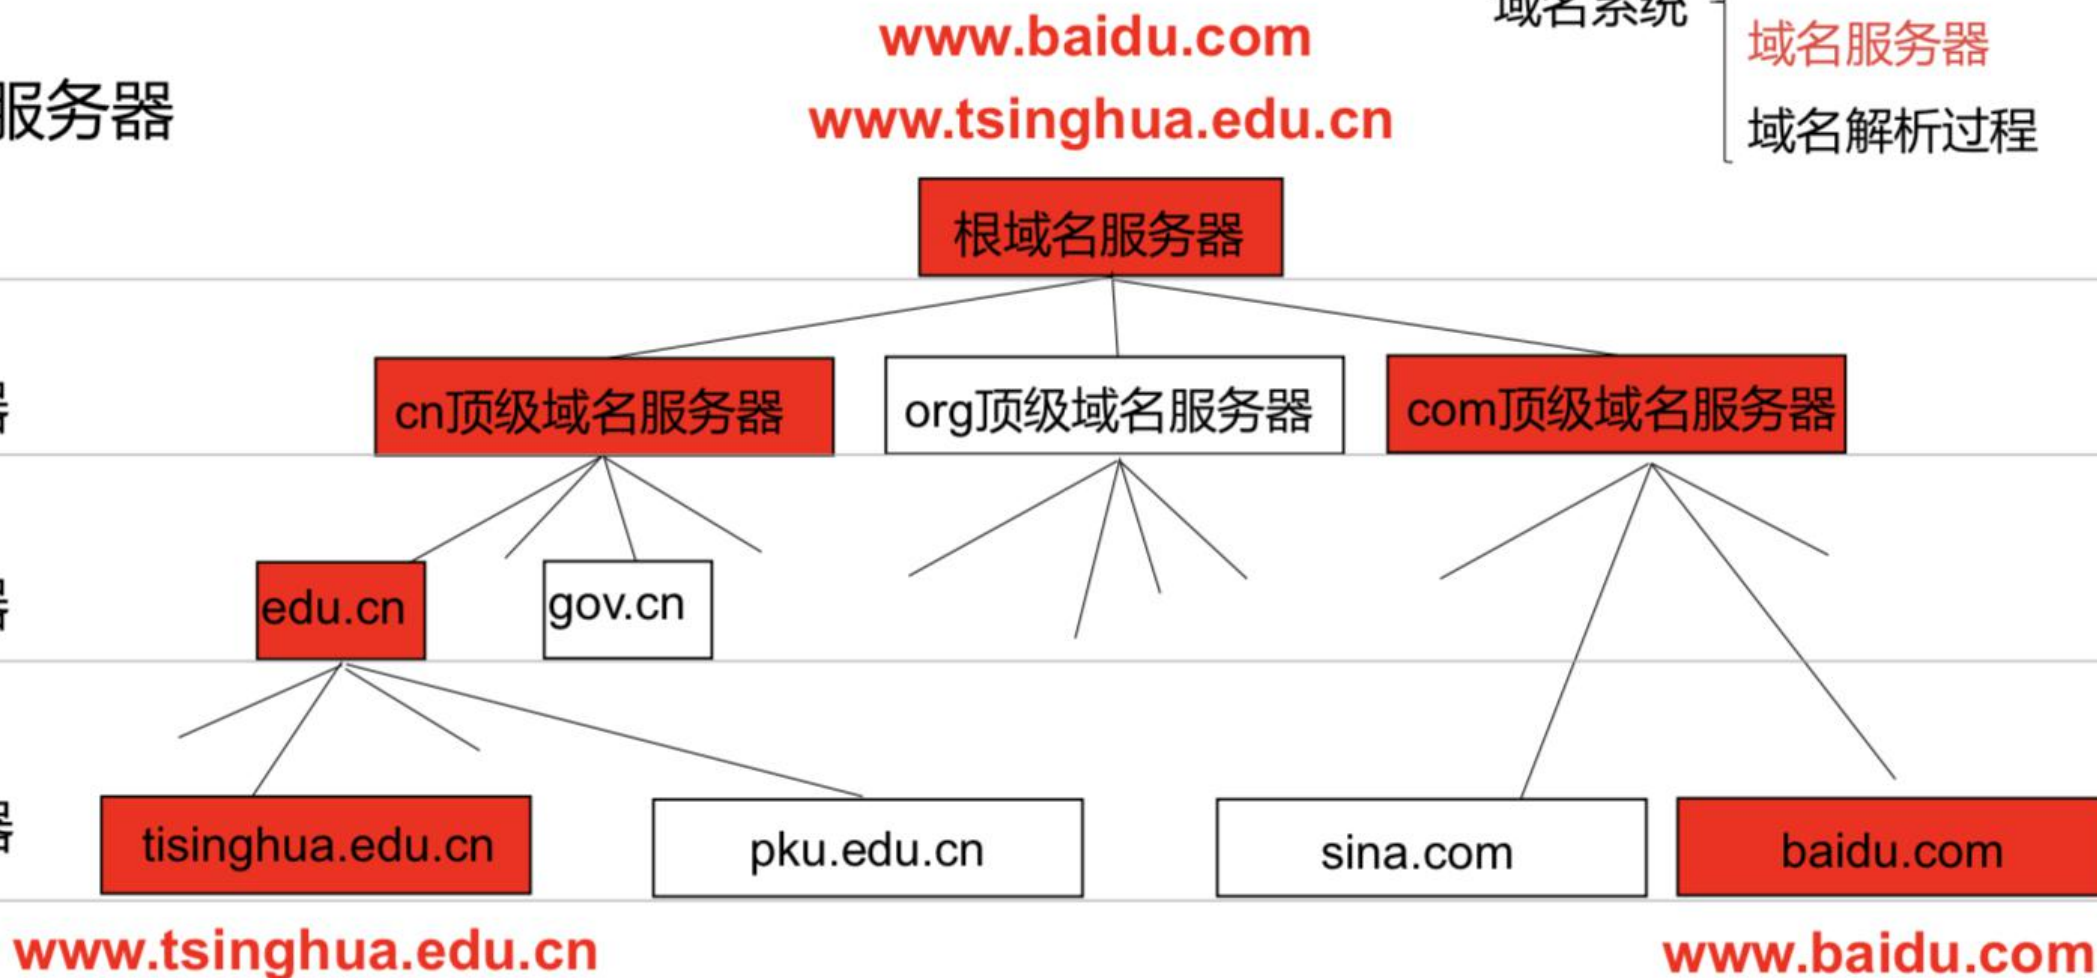 www.baidu.com
域名系统
域名服务器
www.tsinghua.edu.cn
服务器
域名解析过程
根域名服务器
cn顶级域名服务器
org顶级域名服务器
com顶级域名服务器
器
edu.cn
gov.cn
器
tisinghua.edu.cn
pku.edu.cn
sina.com
baidu.com
器
www.tsinghua.edu.cn
www.baidu.com